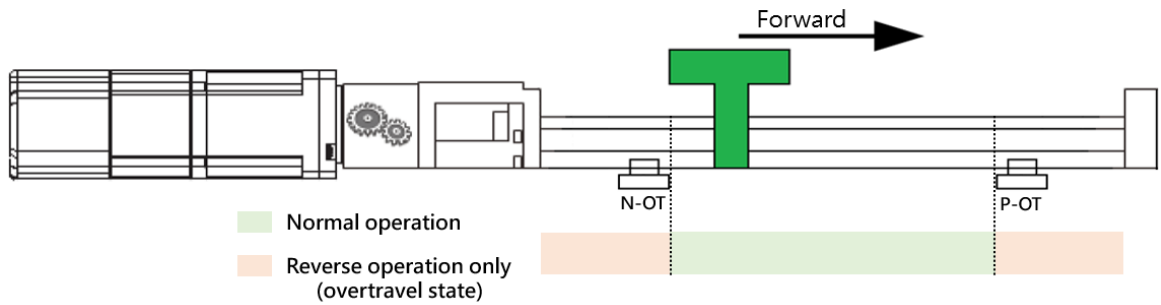 Forward
N-OT
P-OT
Normal operation
Reverse operation only
(overtravel state)